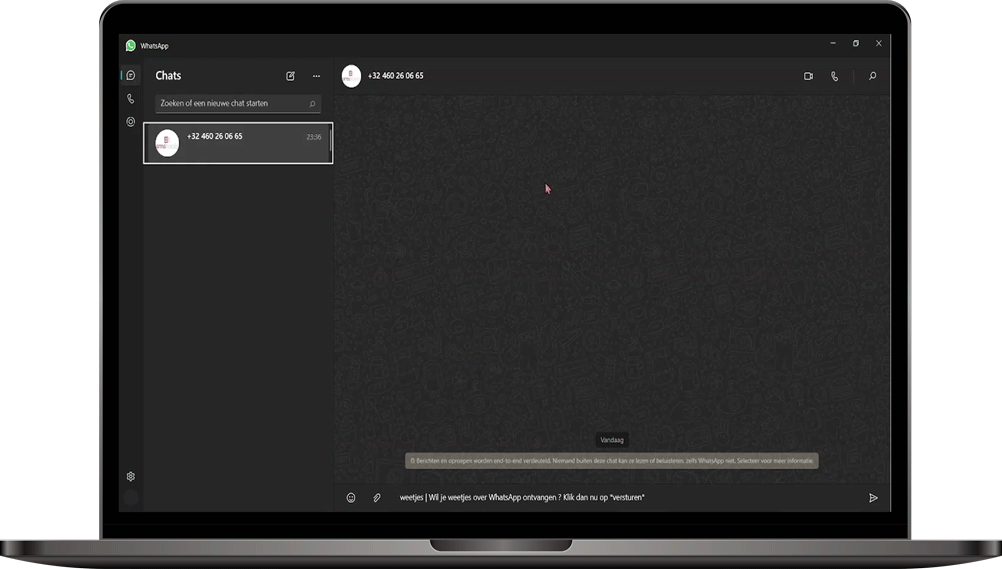 WhatsApp
Chats
+32 460 26 06 65
Zoeken of een nieuwe chat starten
+32 460 26 06 65
23:36
Vandaag
Berichten en oproepen worden end-to-end versleuteld. Niemand buiten deze chat kan ze lezen of beluisteren, zelfs WhatsApp niet. Selecteer voor meer informatie.
weetjes | Wil je weetjes over WhatsApp ontvangen ? Klik dan nu op "versturen"